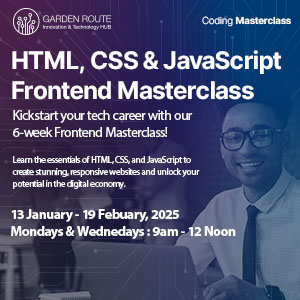 GARDEN ROUTE
Innovation & Technology HUB
Coding Masterclass
HTML, CSS & JavaScript
Frontend Masterclass
Kickstart your tech career with our
6-week Frontend Masterclass!
Learn the essentials of HTML, CSS, and JavaScript to
create stunning, responsive websites and unlock your
potential in the digital economy.
13 January - 19 Febuary, 2025
Mondays & Wednedays : 9am - 12 Noon